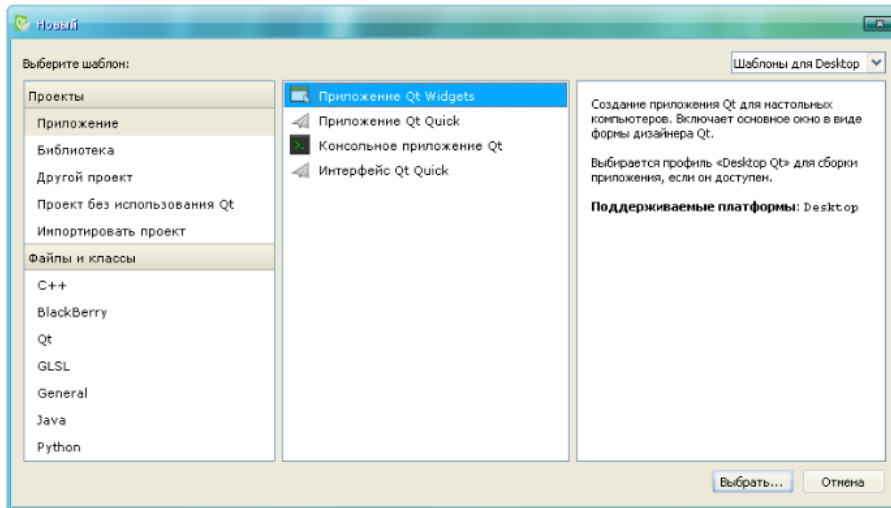 Новый
Выберите шаблон:
Шаблоны для Desktop
Проекты
Приложение
Библиотека
Другой проект
Проект без использования Qt
Импортировать проект
Файлы и классы
C++
BlackBerry
Qt
GLSL
General
Java
Python
Приложение Qt Widgets
Приложение Qt Quick
Консольное приложение Qt
Интерфейс Qt Quick
Создание приложения Qt для настольных
компьютеров. Включает основное окно в виде
формы дизайнера Qt.
Выбирается профиль «Desktop Qt» для сборки
приложения, если он доступен.
Поддерживаемые платформы: Desktop
Выбрать...
Отмена